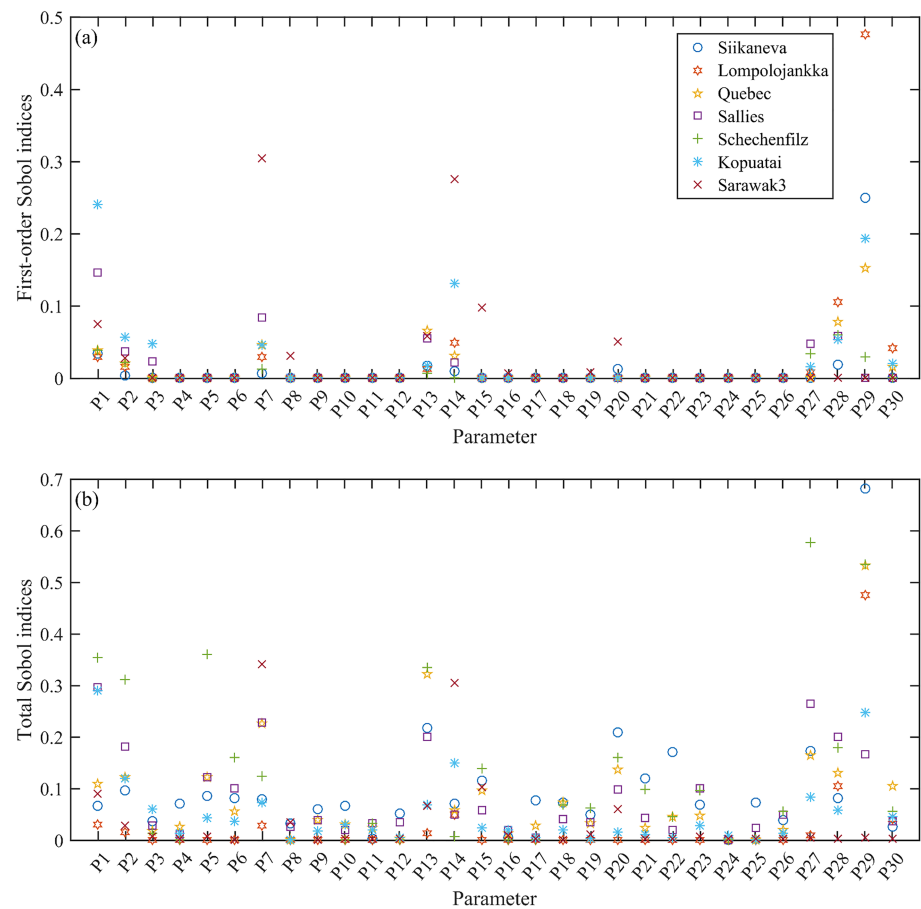 (a)
First-order Sobol indices
0.5
0.4
0.3
0.2
0.1
0
Siikaneva
Lompolojankka
Quebec
Sallies
Schechenfilz
Kopuatai
Sarawak3
P1 P2 P3 P4 P5 P6 P7 P8 P9 P10 P11 P12 P13 P14 P15 P16 P17 P18 P19 P20 P21 P22 P23 P24 P25 P26 P27 P28 P29 P30
Parameter
(b)
Total Sobol indices
0.7
0.6
0.5
0.4
0.3
0.2
0.1
0
P1 P2 P3 P4 P5 P6 P7 P8 P9 P10 P11 P12 P13 P14 P15 P16 P17 P18 P19 P20 P21 P22 P23 P24 P25 P26 P27 P28 P29 P30
Parameter